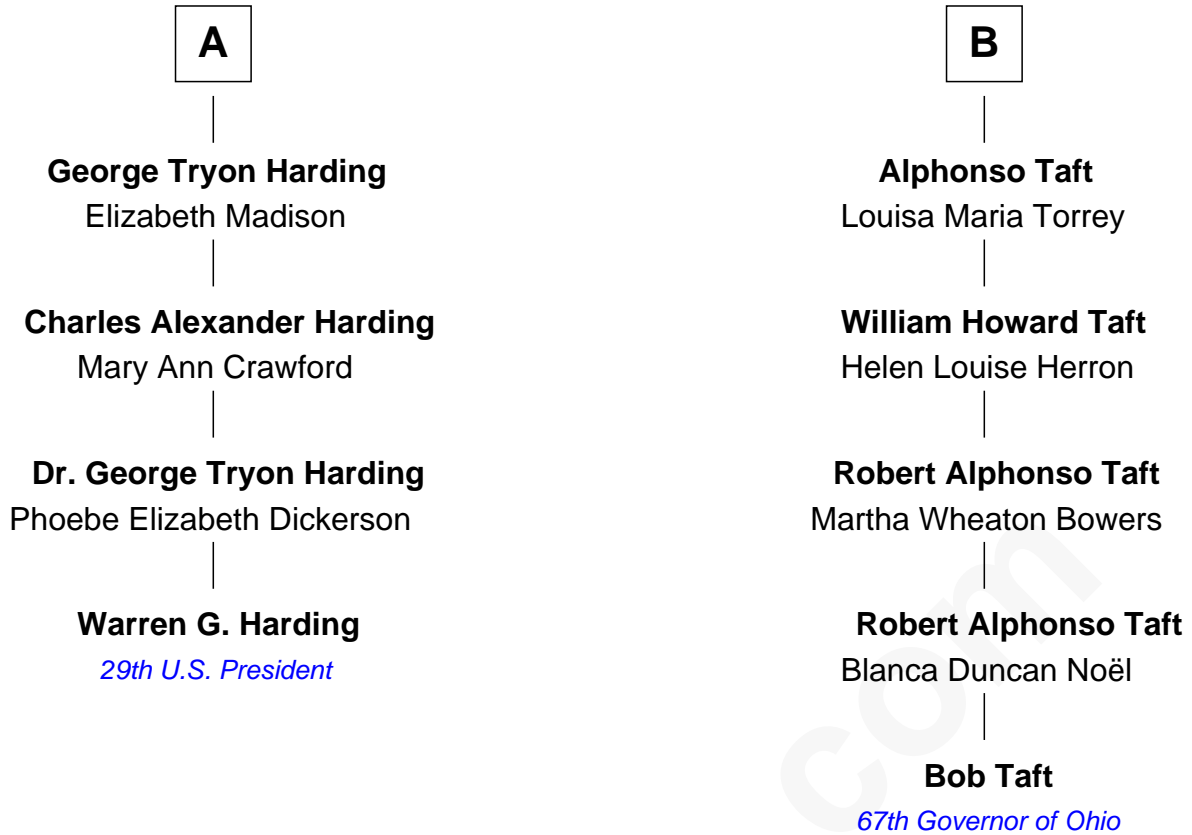 A
George Tryon Harding
Elizabeth Madison
Charles Alexander Harding
Mary Ann Crawford
Dr. George Tryon Harding
Phoebe Elizabeth Dickerson
Warren G. Harding
29th U.S. President
B
Alphonso Taft
Louisa Maria Torrey
William Howard Taft
Helen Louise Herron
Robert Alphonso Taft
Martha Wheaton Bowers
Robert Alphonso Taft
Blanca Duncan Noël
Bob Taft
67th Governor of Ohio
com